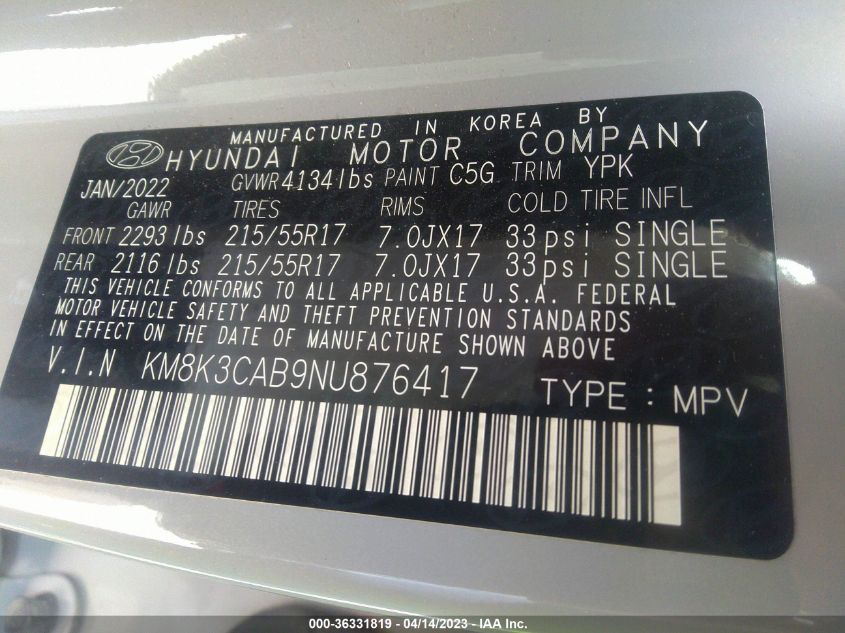 MANUFACTURED IN KOREA BY
HYUNDAI MOTOR COMPANY
JAN/2022 GVWR 4134 lbs PAINT C5G TRIM YPK
GAWR TIRES RIMS COLD TIRE INFL
FRONT 2293 lbs 215/55R17 7.0JX17 33psi SINGLE
REAR 2116 lbs 215/55R17 7.0JX17 33psi SINGLE
THIS VEHICLE CONFORMS TO ALL APPLICABLE U.S.A. FEDERAL
MOTOR VEHICLE SAFETY AND THEFT PREVENTION STANDARDS
IN EFFECT ON THE DATE OF MANUFACTURE SHOWN ABOVE.
V.I.N KM8K3CAB9NU876417 TYPE : MPV
000-36331819 - 04/14/2023 - IAA Inc.